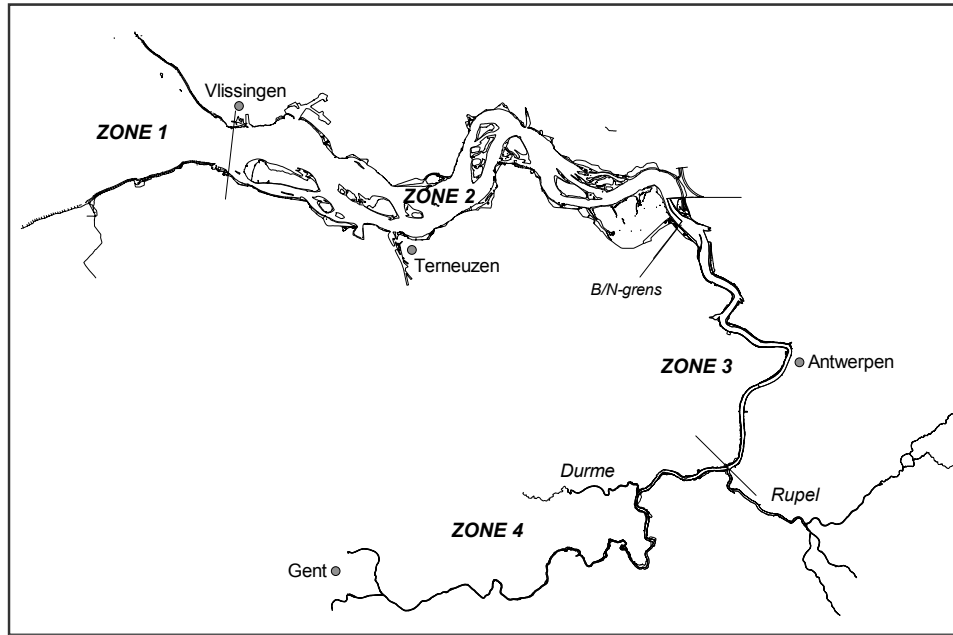 Vlissingen
ZONE 1
ZONE 2
Terneuzen
B/N-grens
ZONE 3
Antwerpen
Durme
Rupel
ZONE 4
Gent